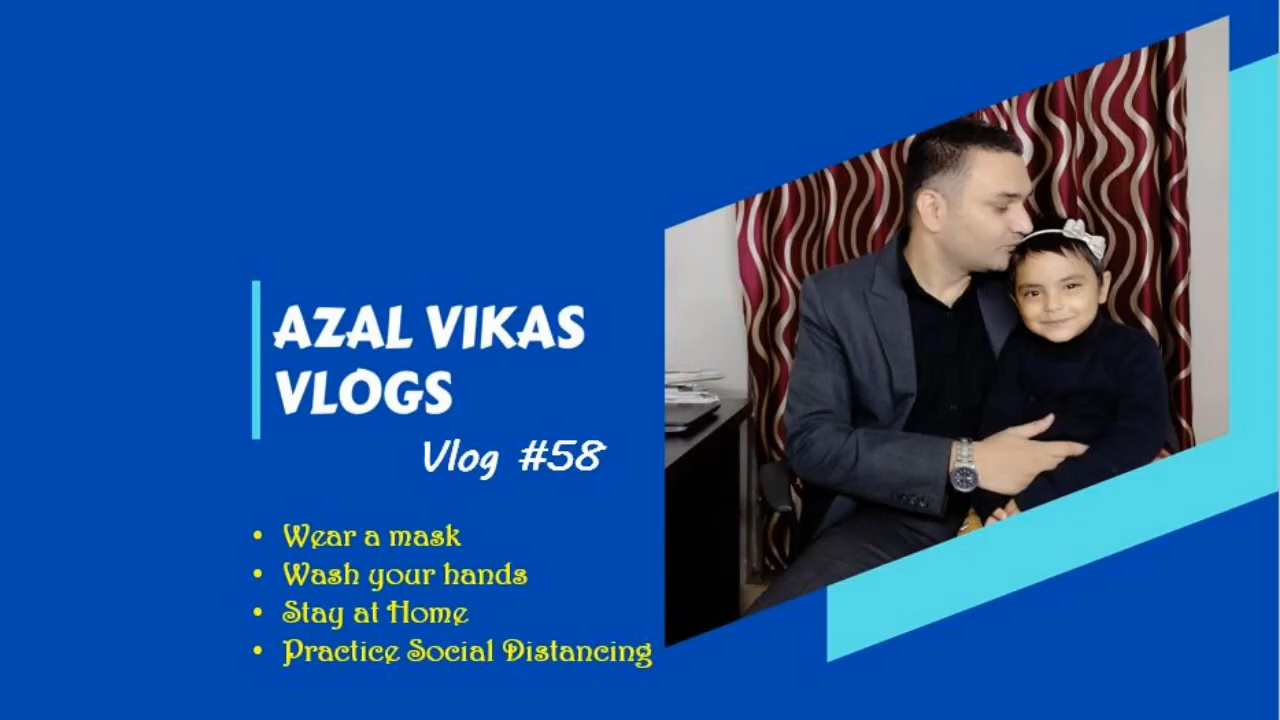 AZAL VIKAS
VLOGS
Vlog #58
• Wear a mask
• Wash your hands
• Stay at Home
• Practice Social Distancing